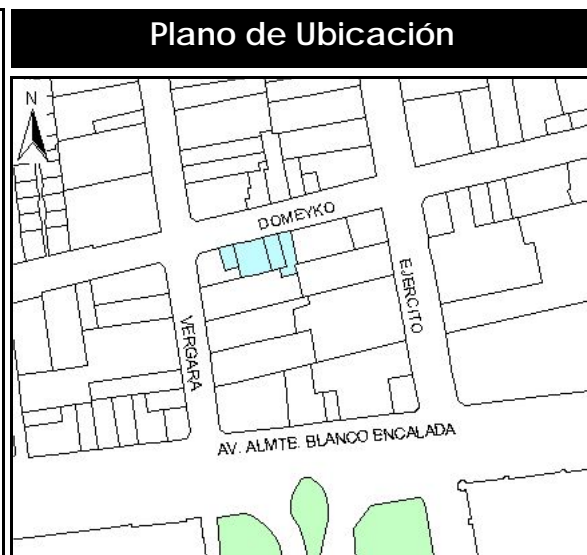 Plano de Ubicación
N
DOMEYKO
EJERCITO
VERGARA
AV. ALMTE. BLANCO ENCALADA